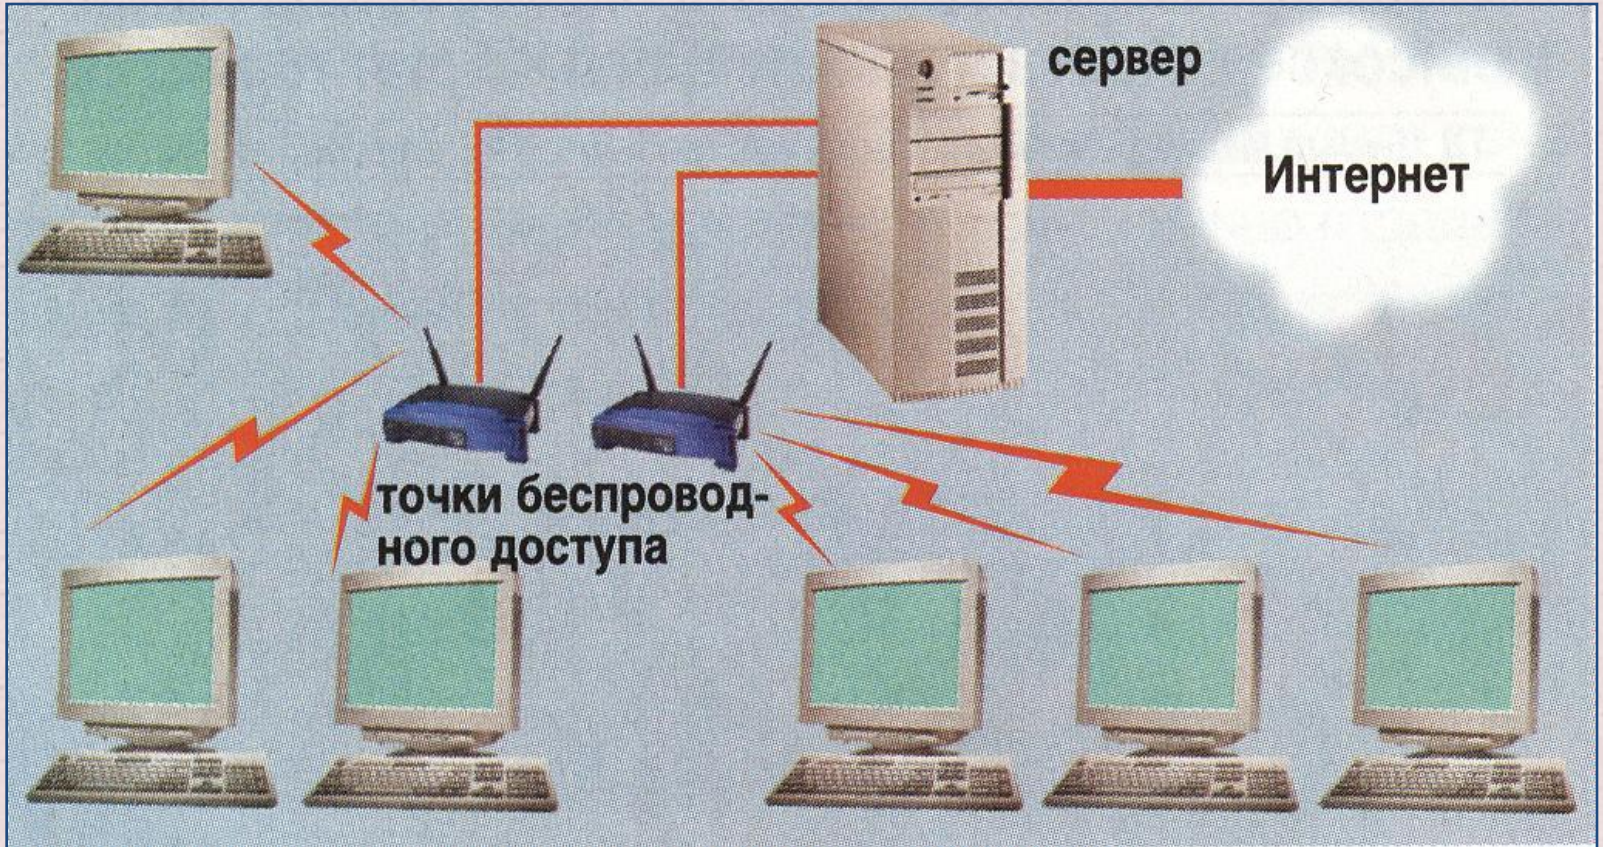 сервер
Интернет
точки беспровод-
ного доступа